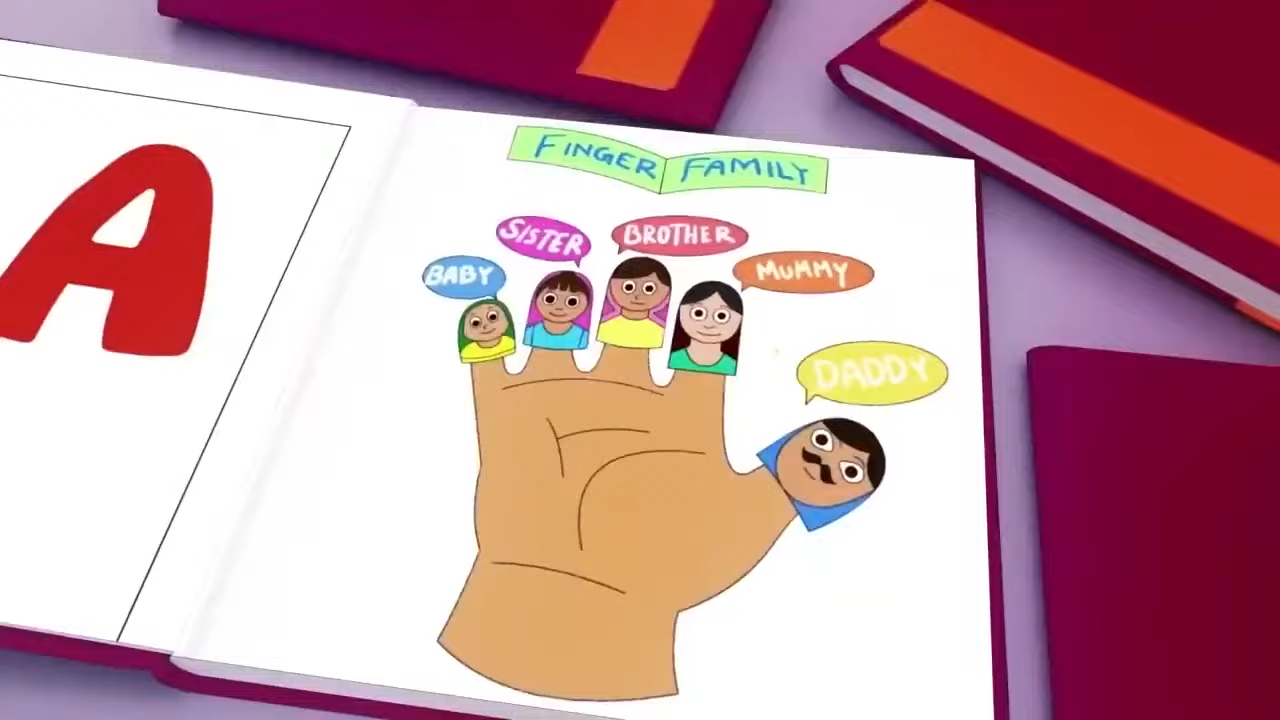 A
FINGER FAMILY
SISTER
BROTHER
BABY
MUMMY
DADDY